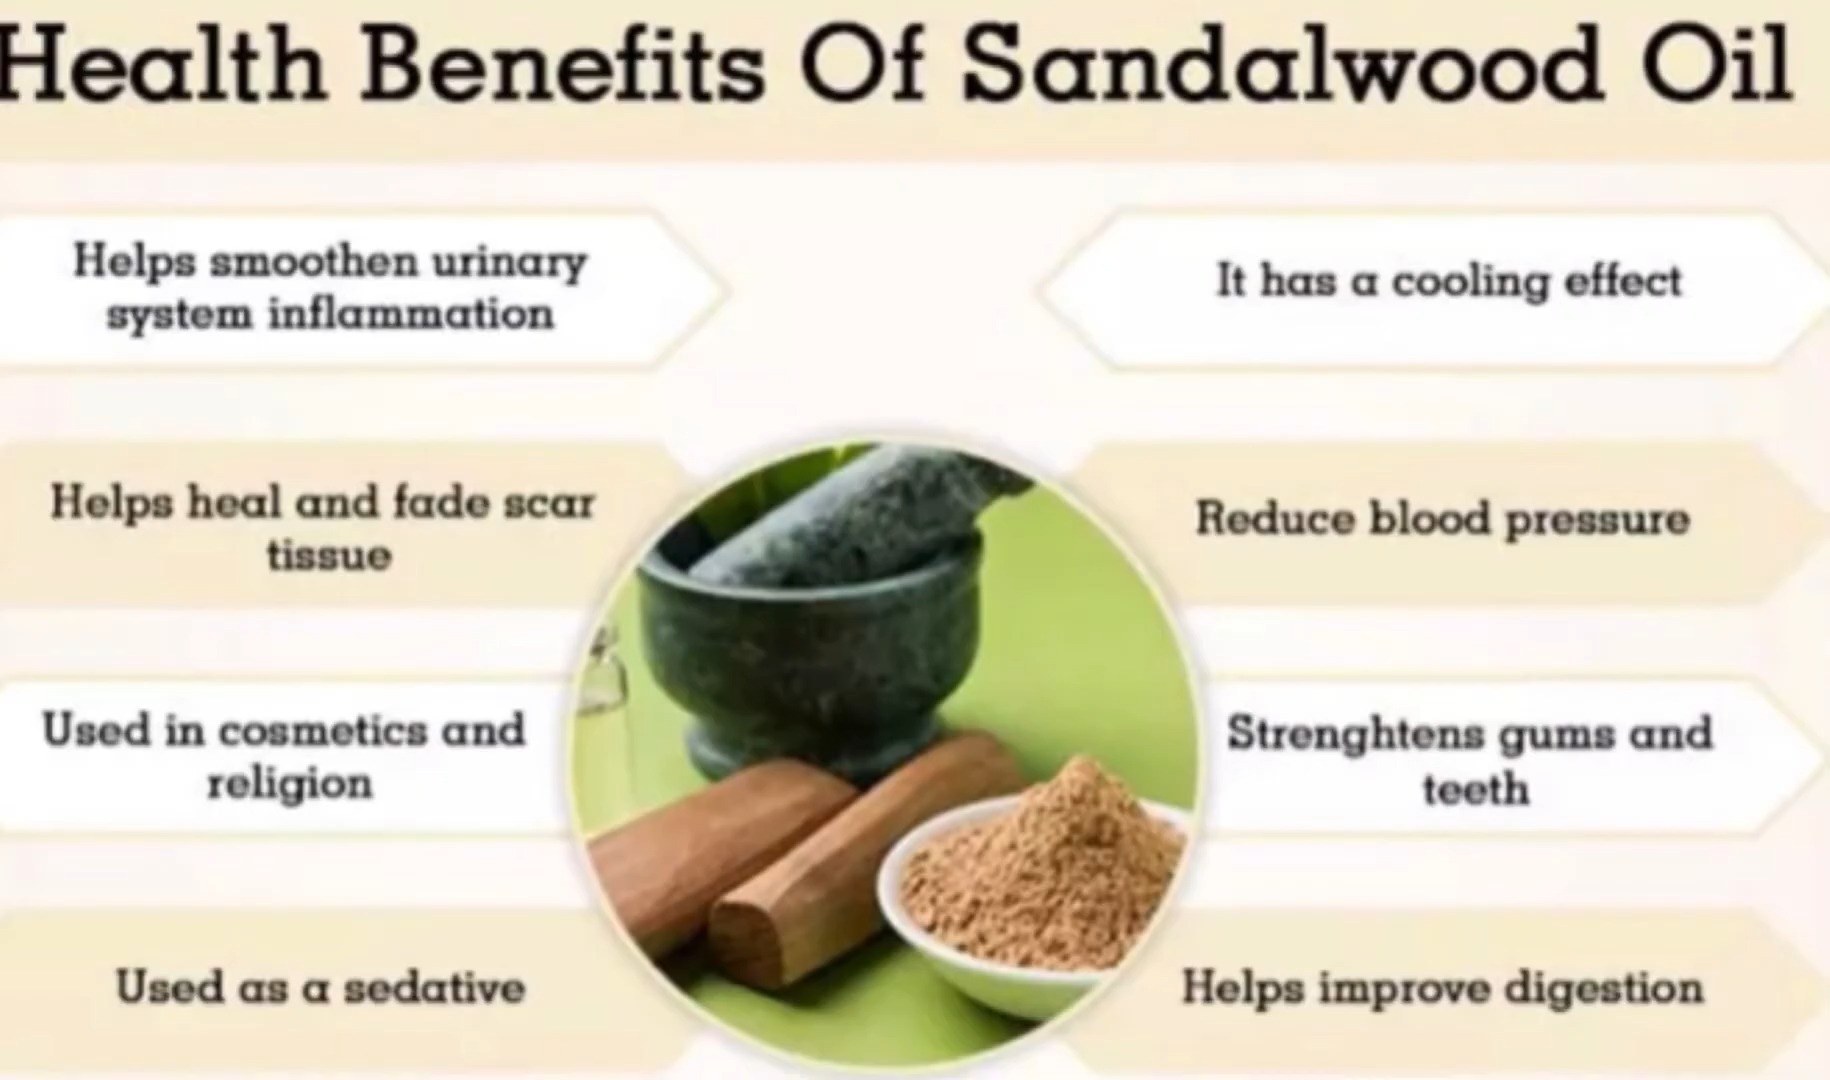 Health Benefits Of Sandalwood Oil
Helps smoothen urinary
system inflammation
It has a cooling effect
Helps heal and fade scar
tissue
Reduce blood pressure
Used in cosmetics and
religion
Strenghtens gums and
teeth
Used as a sedative
Helps improve digestion